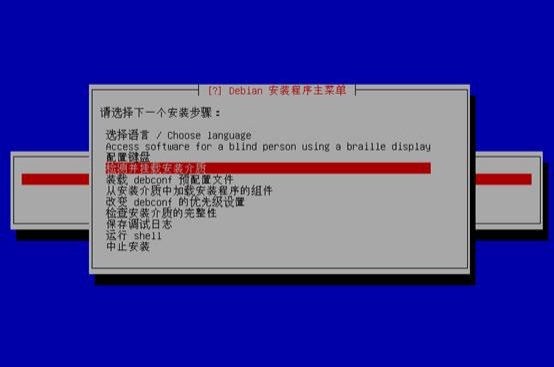 [?] Debian 安装程序主菜单
请选择下一个安装步骤：
选择语言 / Choose language
Access software for a blind person using a braille display
配置键盘
检测并挂载安装介质
装载 debconf 预配置文件
从安装介质中加载安装程序的组件
改变 debconf 的优先级设置
检查安装介质的完整性
保存调试日志
运行 shell
中止安装